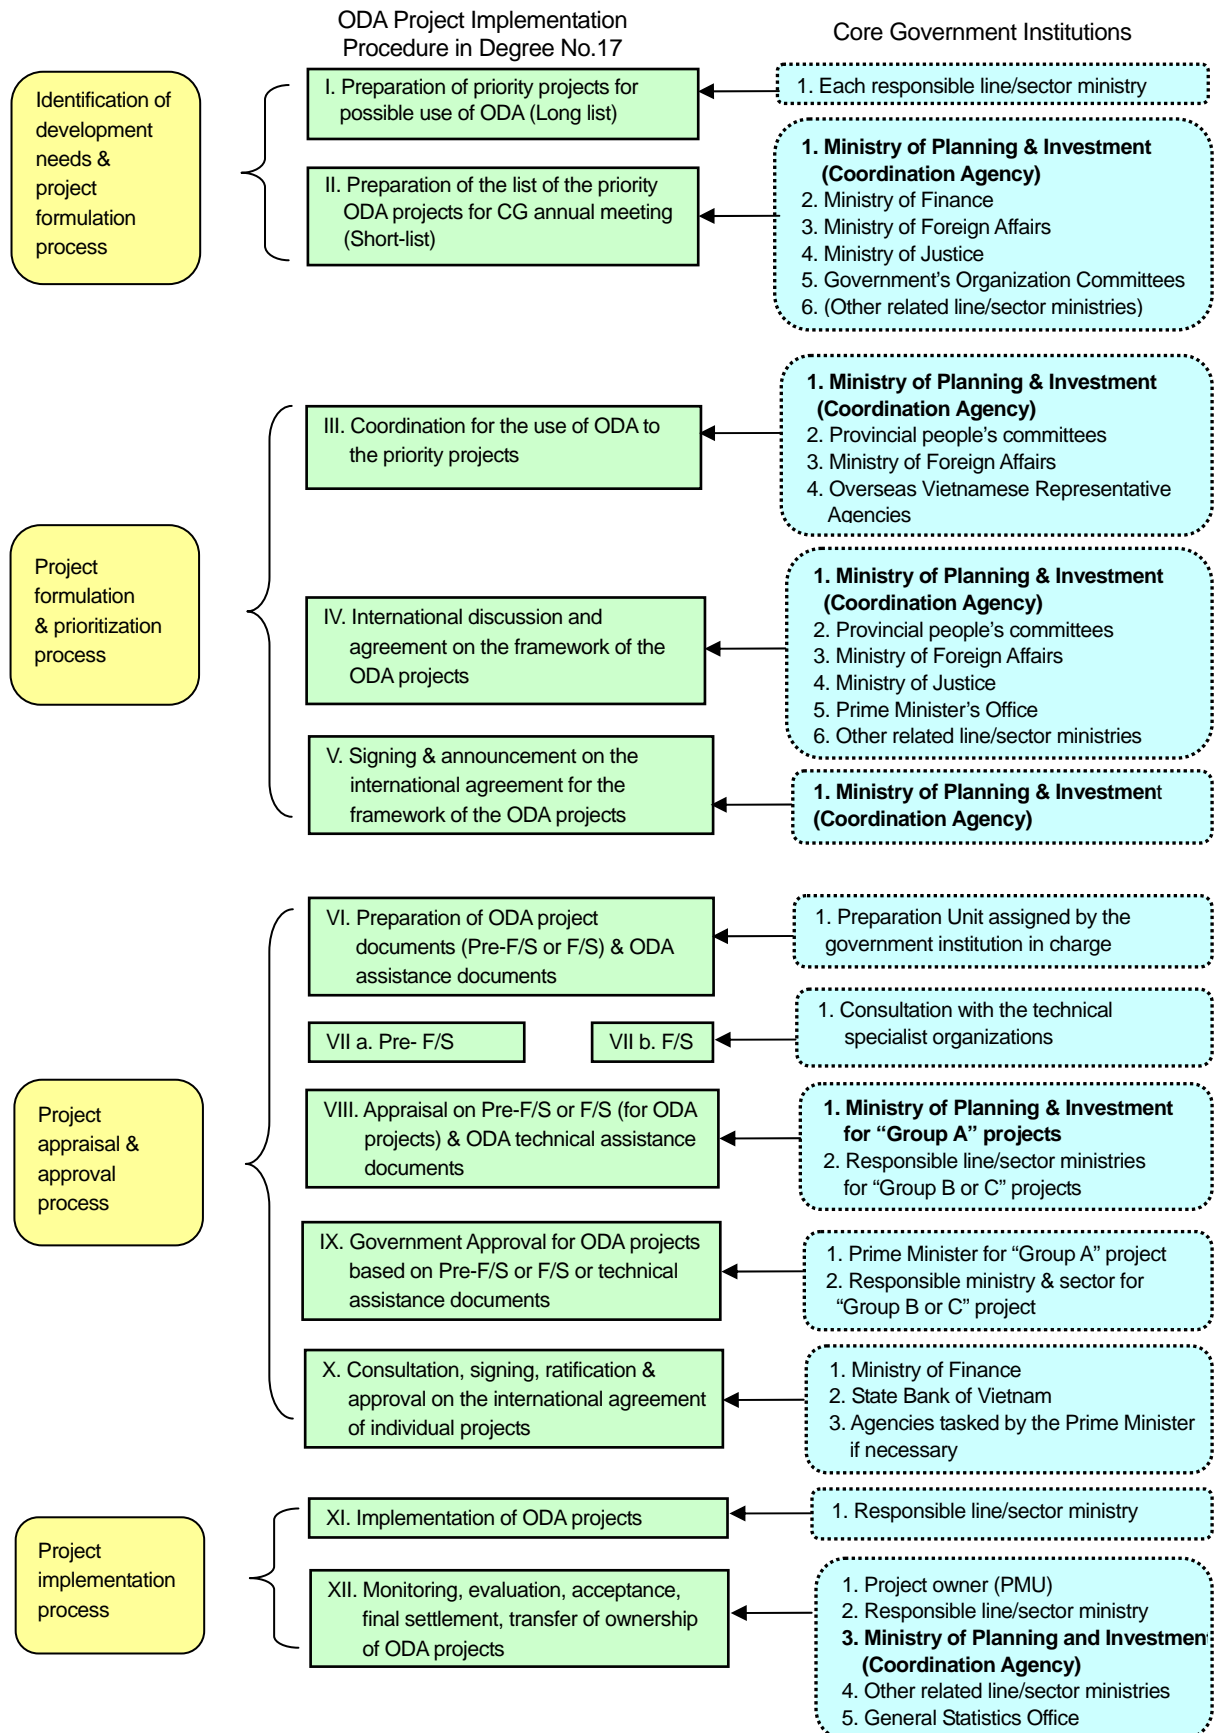 ODA Project Implementation
Procedure in Degree No.17
Core Government Institutions
Identification of
development
needs &
project
formulation
process
I. Preparation of priority projects for
possible use of ODA (Long list)
1. Each responsible line/sector ministry
II. Preparation of the list of the priority
ODA projects for CG annual meeting
(Short-list)
1. Ministry of Planning & Investment
(Coordination Agency)
2. Ministry of Finance
3. Ministry of Foreign Affairs
4. Ministry of Justice
5. Government’s Organization Committees
6. (Other related line/sector ministries)
Project
formulation
& prioritization
process
III. Coordination for the use of ODA to
the priority projects
1. Ministry of Planning & Investment
(Coordination Agency)
2. Provincial people’s committees
3. Ministry of Foreign Affairs
4. Overseas Vietnamese Representative
Agencies
IV. International discussion and
agreement on the framework of the
ODA projects
1. Ministry of Planning & Investment
(Coordination Agency)
2. Provincial people’s committees
3. Ministry of Foreign Affairs
4. Ministry of Justice
5. Prime Minister’s Office
6. Other related line/sector ministries
V. Signing & announcement on the
international agreement for the
framework of the ODA projects
1. Ministry of Planning & Investment
(Coordination Agency)
Project
appraisal &
approval
process
VI. Preparation of ODA project
documents (Pre-F/S or F/S) & ODA
assistance documents
1. Preparation Unit assigned by the
government institution in charge
VII a. Pre- F/S
VII b. F/S
1. Consultation with the technical
specialist organizations
VIII. Appraisal on Pre-F/S or F/S (for ODA
projects) & ODA technical assistance
documents
1. Ministry of Planning & Investment
for “Group A” projects
2. Responsible line/sector ministries
for “Group B or C” projects
IX. Government Approval for ODA projects
based on Pre-F/S or F/S or technical
assistance documents
1. Prime Minister for “Group A” project
2. Responsible ministry & sector for
“Group B or C” project
X. Consultation, signing, ratification &
approval on the international agreement
of individual projects
1. Ministry of Finance
2. State Bank of Vietnam
3. Agencies tasked by the Prime Minister
if necessary
Project
implementation
process
XI. Implementation of ODA projects
1. Responsible line/sector ministry
XII. Monitoring, evaluation, acceptance,
final settlement, transfer of ownership
of ODA projects
1. Project owner (PMU)
2. Responsible line/sector ministry
3. Ministry of Planning and Investment
(Coordination Agency)
4. Other related line/sector ministries
5. General Statistics Office